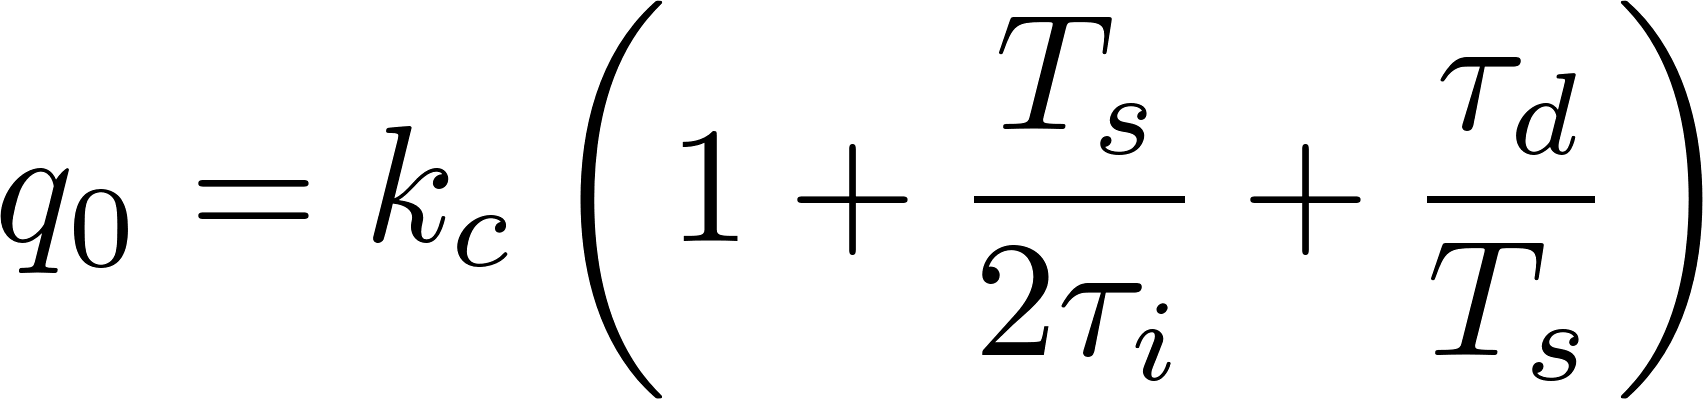 q_0 = k_c \left( 1 + \frac{T_s}{2\tau_i} + \frac{\tau_d}{T_s} \right)